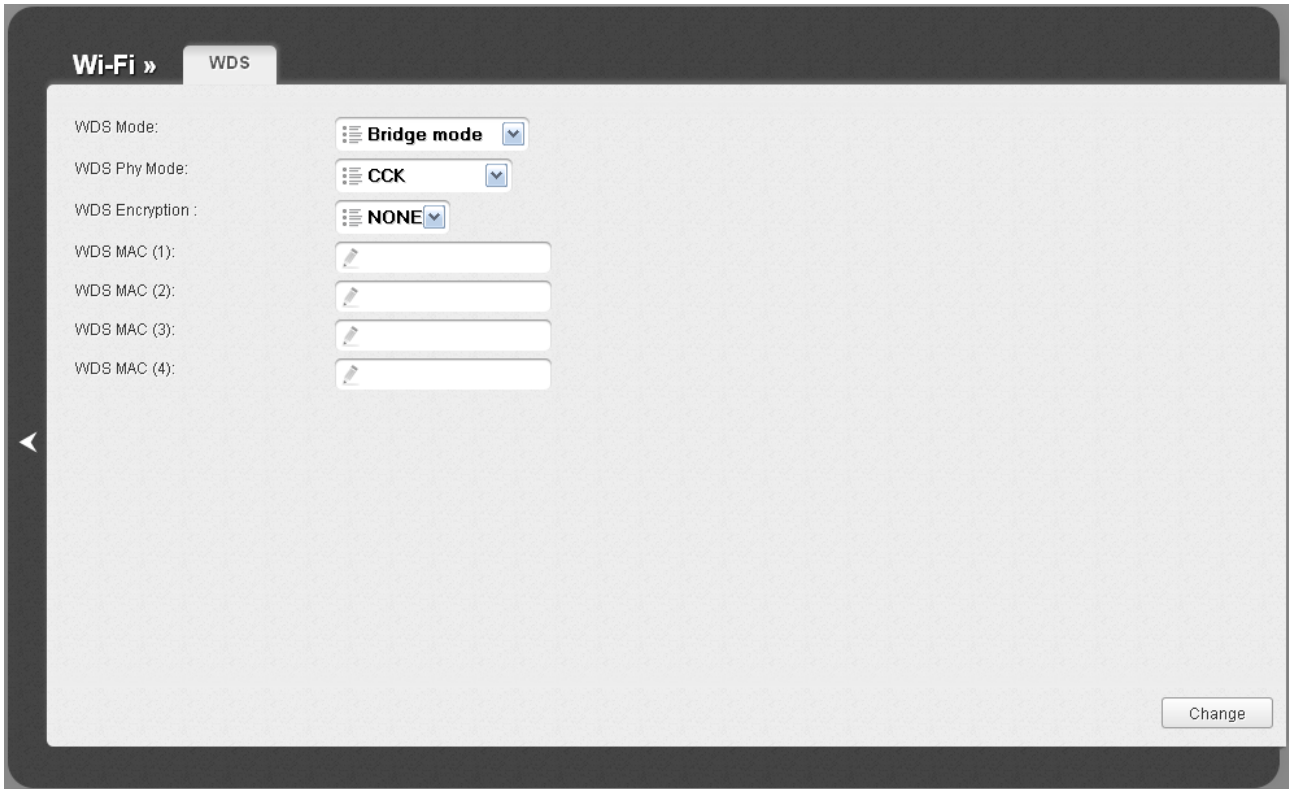 Wi-Fi » WDS
WDS Mode: Bridge mode
WDS Phy Mode: CCK
WDS Encryption : NONE
WDS MAC (1):
WDS MAC (2):
WDS MAC (3):
WDS MAC (4):
Change